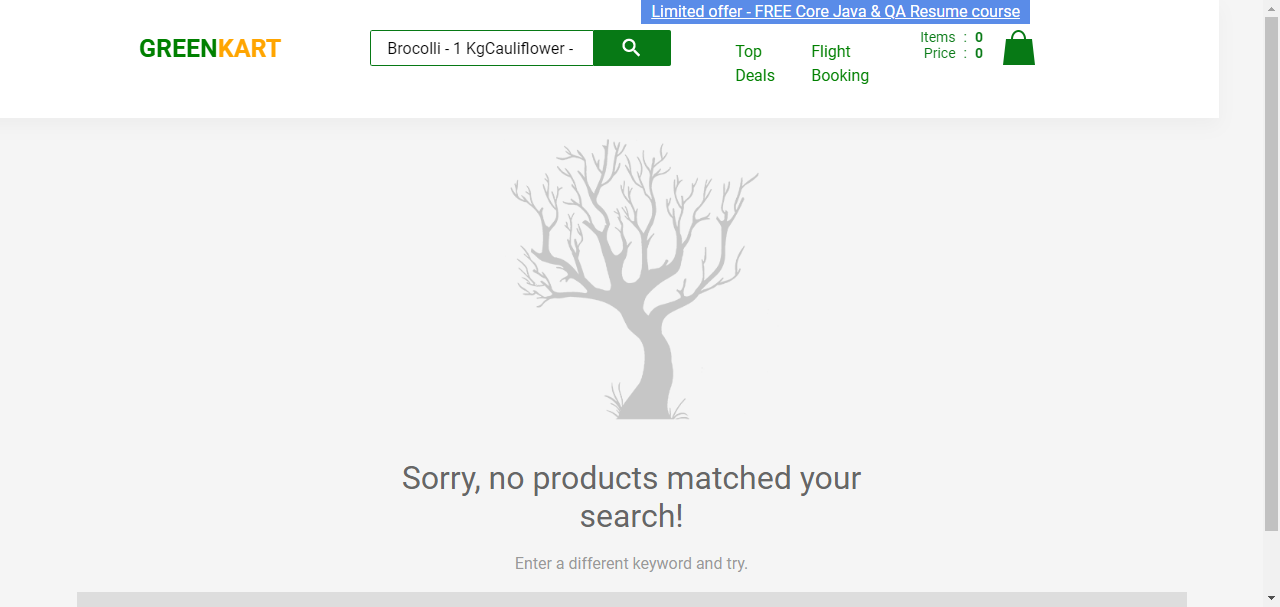 Limited offer - FREE Core Java & QA Resume course
GREENKART
Brocolli - 1 KgCauliflower -
Top
Deals
Flight
Booking
Items : 0
Price : 0
Sorry, no products matched your
search!
Enter a different keyword and try.